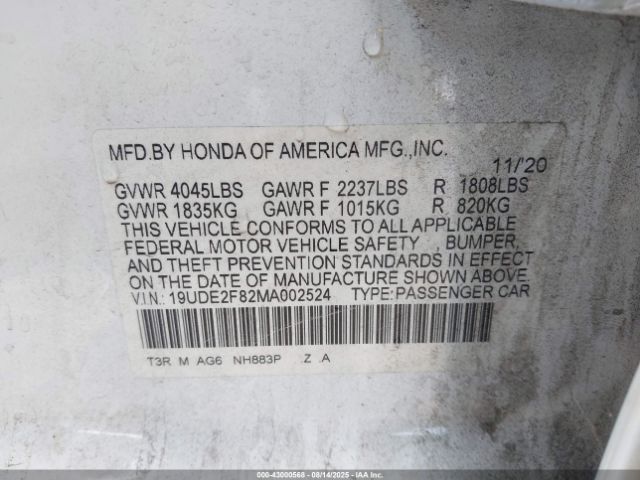 MFD.BY HONDA OF AMERICA MFG.,INC.
11/'20
GVWR 4045LBS GAWR F 2237LBS R 1808LBS
GVWR 1835KG GAWR F 1015KG R 820KG
THIS VEHICLE CONFORMS TO ALL APPLICABLE
FEDERAL MOTOR VEHICLE SAFETY , BUMPER,
AND THEFT PREVENTION STANDARDS IN EFFECT
ON THE DATE OF MANUFACTURE SHOWN ABOVE.
V.I.N: 19UDE2F82MA002524 TYPE:PASSENGER CAR
T3R M AG6 NH883P .Z .A
000-43000568 | 08/14/2025 | IAA Inc. | Copart